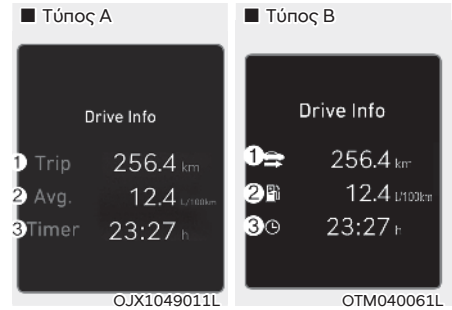 ■ Τύπος A
Drive Info
1 Trip 256.4 km
2 Avg. 12.4 L/100km
3 Timer 23:27 h
OJX1049011L
■ Τύπος B
Drive Info
1 256.4 km
2 12.4 L/100km
3 23:27 h
OTM040061L